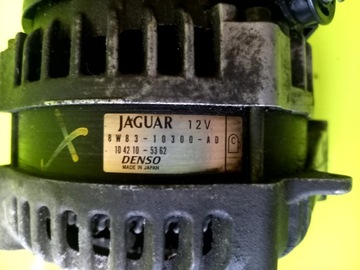 JAGUAR 12V
8W83-10300-AD
104210-5362
DENSO
MADE IN JAPAN
C